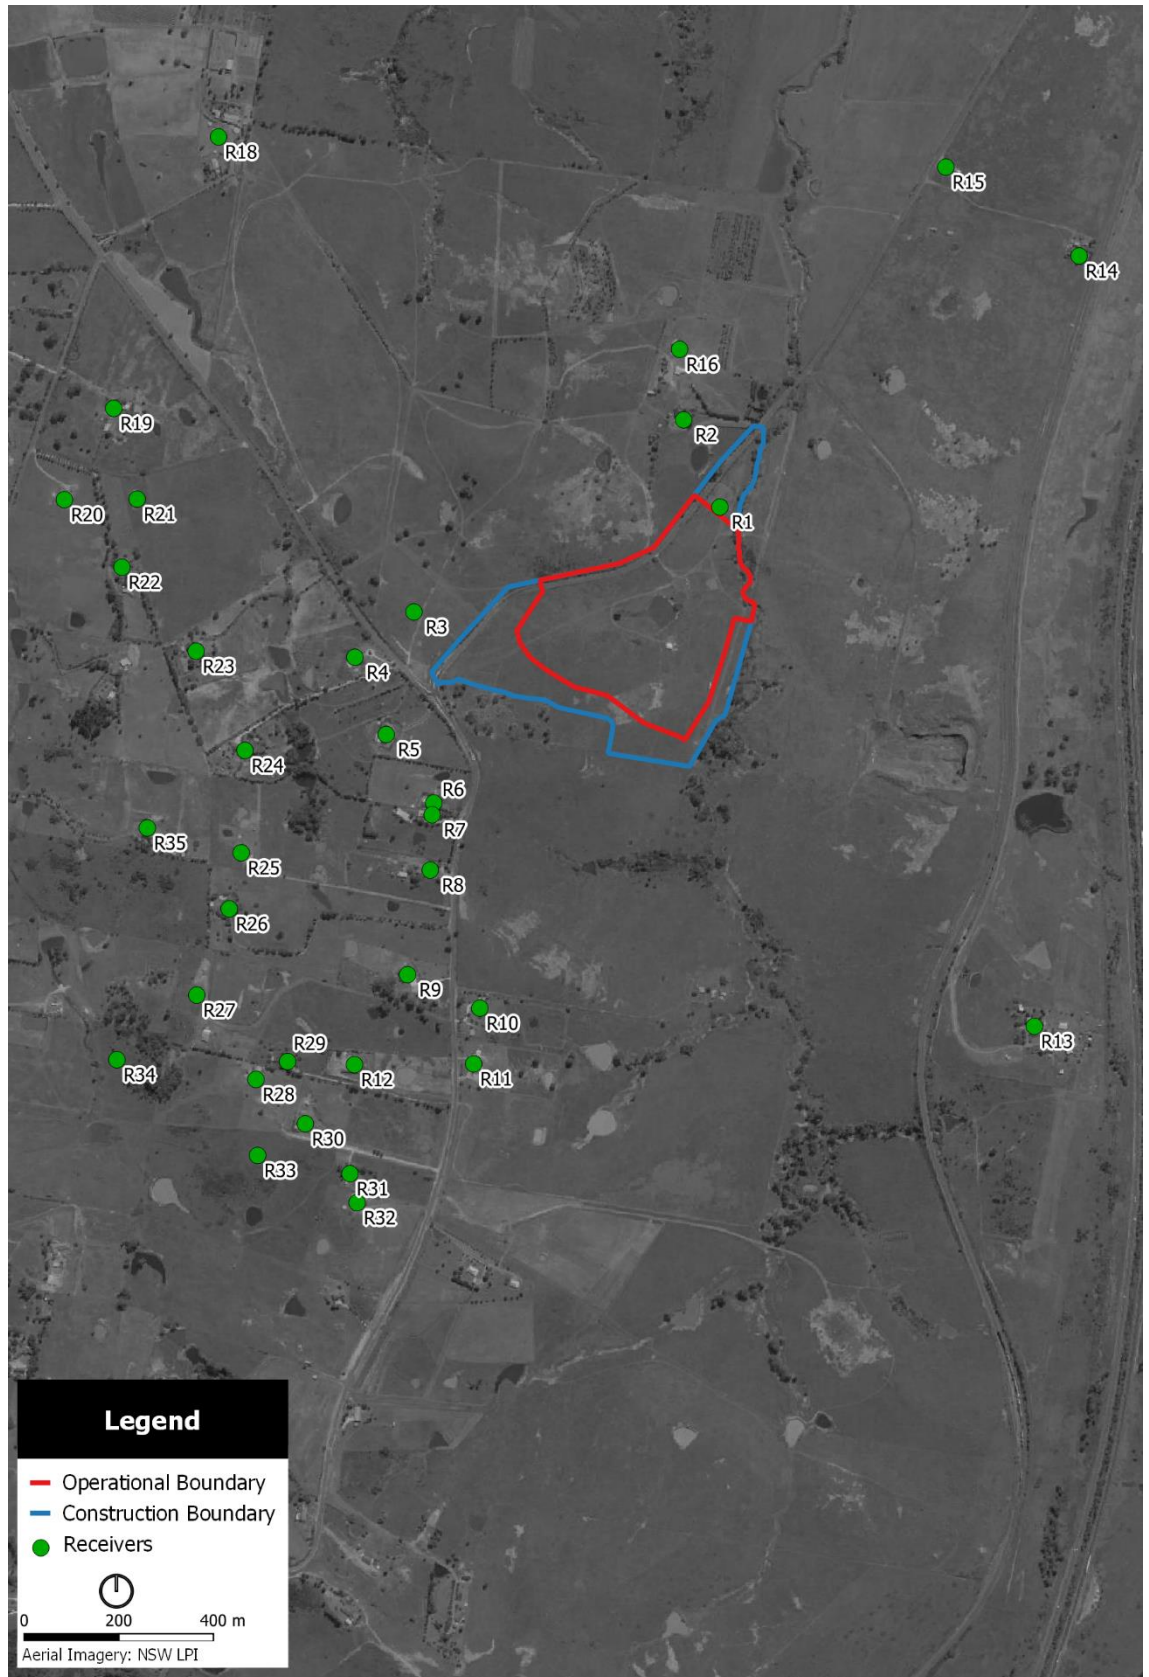 R18
R15
R14
R16
R19
R2
R20
R21
R1
R22
R3
R23
R4
R5
R24
R6
R7
R35
R25
R8
R26
R9
R27
R10
R13
R29
R34
R12
R11
R28
R30
R33
R31
R32
Legend
Operational Boundary
Construction Boundary
Receivers
0 200 400 m
Aerial Imagery: NSW LPI